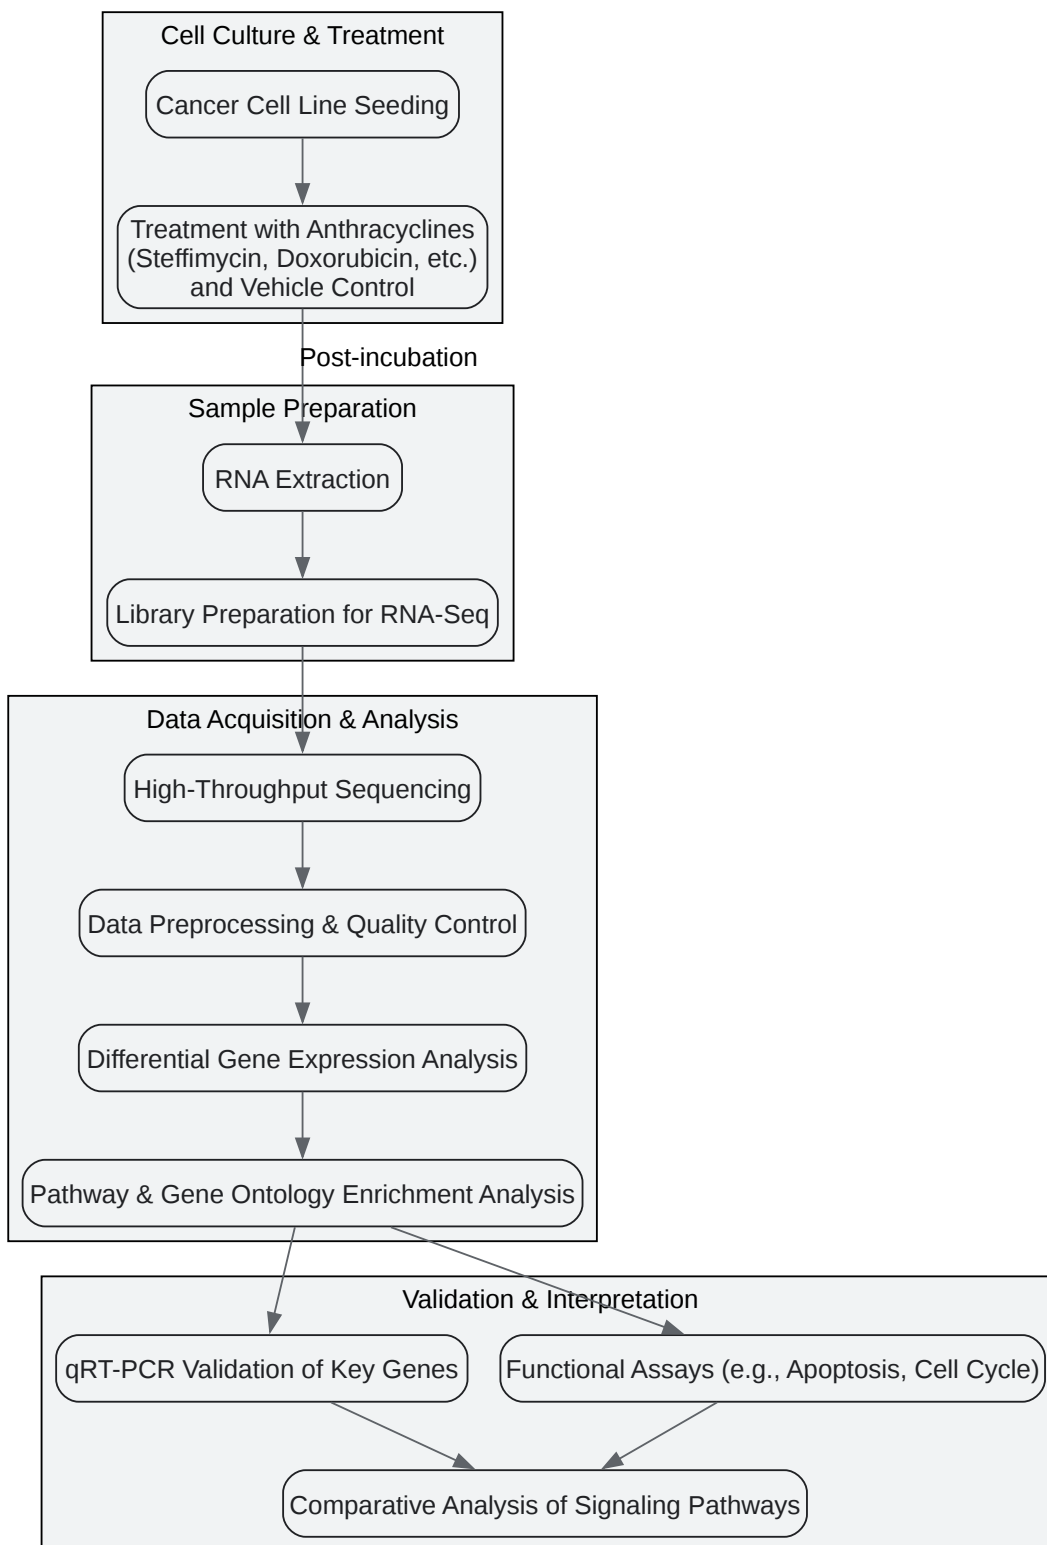 Cell Culture & Treatment
Cancer Cell Line Seeding
Treatment with Anthracyclines
(Steffimycin, Doxorubicin, etc.)
and Vehicle Control
Post-incubation
Sample Preparation
RNA Extraction
Library Preparation for RNA-Seq
Data Acquisition & Analysis
High-Throughput Sequencing
Data Preprocessing & Quality Control
Differential Gene Expression Analysis
Pathway & Gene Ontology Enrichment Analysis
Validation & Interpretation
qRT-PCR Validation of Key Genes
Functional Assays (e.g., Apoptosis, Cell Cycle)
Comparative Analysis of Signaling Pathways